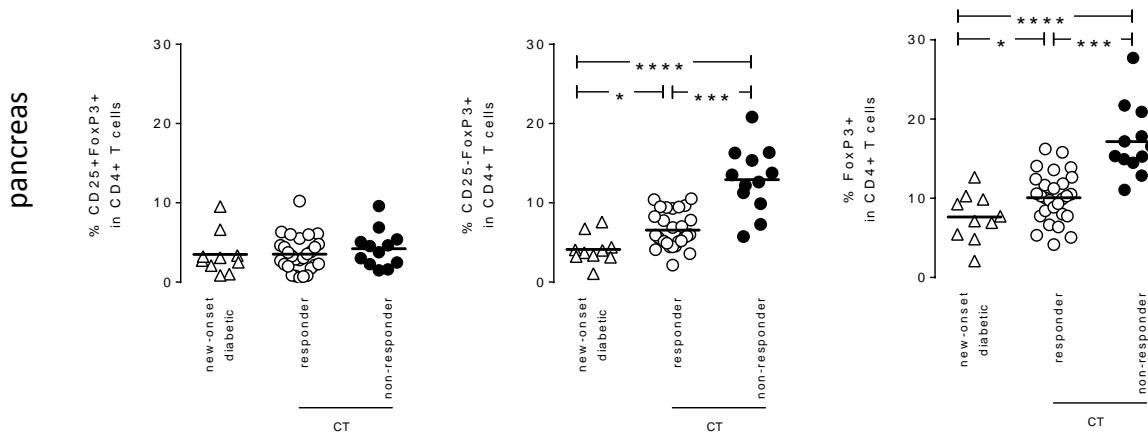 pancreas
% CD25+FoxP3+
in CD4+ T cells
30
20
10
0
new-onset
diabetic
responder
non-responder
CT
% CD25-FoxP3+
in CD4+ T cells
30
20
10
0
****
*
***
new-onset
diabetic
responder
non-responder
CT
% FoxP3+
in CD4+ T cells
30
20
10
0
****
*
***
new-onset
diabetic
responder
non-responder
CT